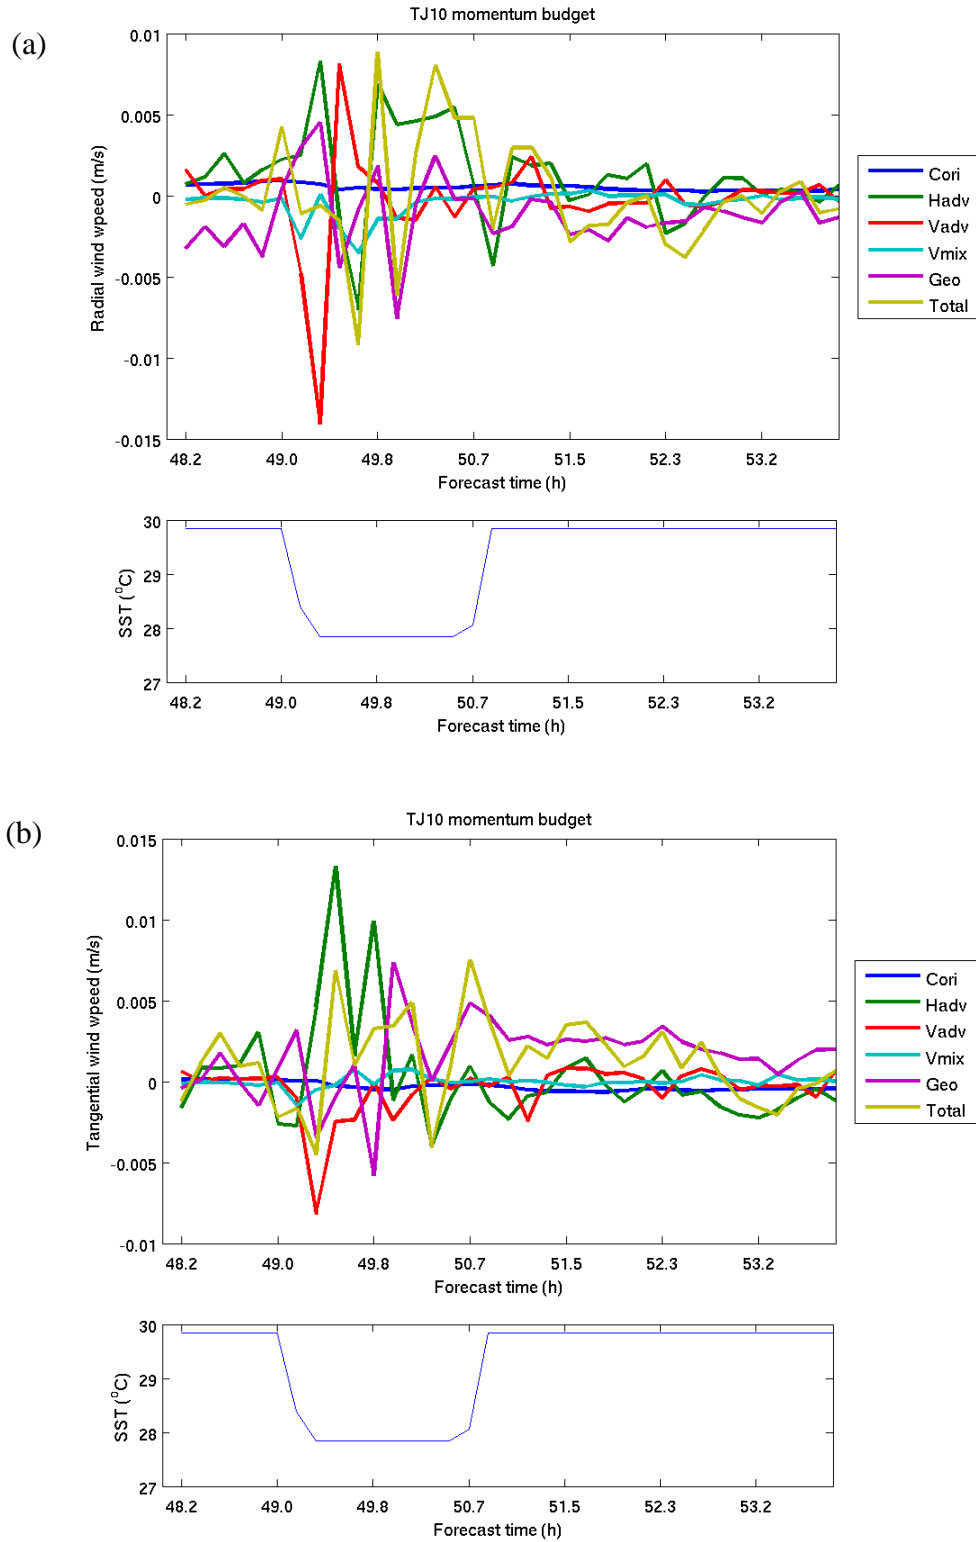 (a)
TJ10 momentum budget
Radial wind wpeed (m/s)
0.01
0.005
0
-0.005
-0.01
-0.015
48.2 49.0 49.8 50.7 51.5 52.3 53.2
Forecast time (h)
Cori
Hadv
Vadv
Vmix
Geo
Total
SST (°C)
30
29
28
27
48.2 49.0 49.8 50.7 51.5 52.3 53.2
Forecast time (h)
(b)
TJ10 momentum budget
Tangential wind wpeed (m/s)
0.015
0.01
0.005
0
-0.005
-0.01
48.2 49.0 49.8 50.7 51.5 52.3 53.2
Forecast time (h)
Cori
Hadv
Vadv
Vmix
Geo
Total
SST (°C)
30
29
28
27
48.2 49.0 49.8 50.7 51.5 52.3 53.2
Forecast time (h)